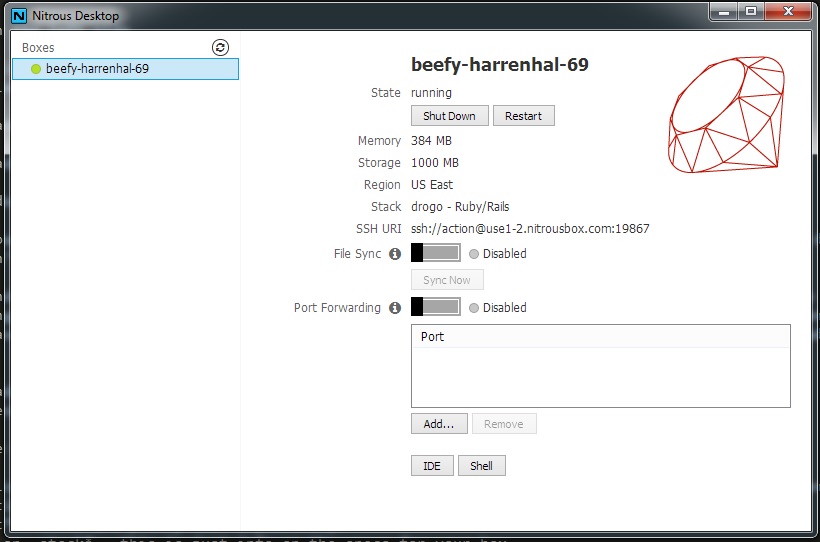 Nitrous Desktop
Boxes
beefy-harrenhal-69
beefy-harrenhal-69
State running
Shut Down Restart
Memory 384 MB
Storage 1000 MB
Region US East
Stack drogo - Ruby/Rails
SSH URI ssh://action@use1-2.nitrousbox.com:19867
File Sync Disabled
Sync Now
Port Forwarding Disabled
Port
Add... Remove
IDE Shell